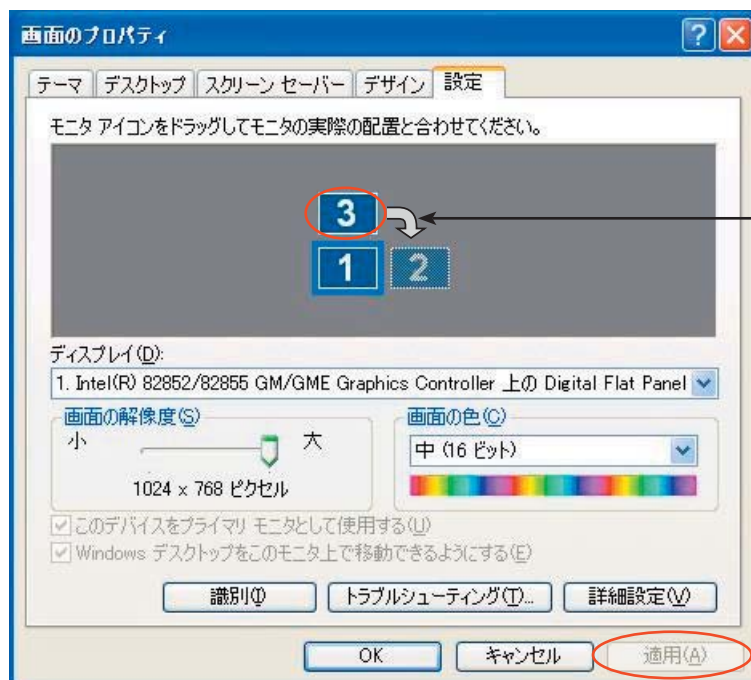 画面のプロパティ
テーマ デスクトップ スクリーン セーバー デザイン 設定
モニタ アイコンをドラッグしてモニタの実際の配置と合わせてください。
3
1 2
ディスプレイ(D):
1. Intel(R) 82852/82855 GM/GME Graphics Controller 上の Digital Flat Panel
画面の解像度(S) 画面の色(C)
小 大 中 (16 ビット)
1024 x 768 ピクセル
このデバイスをプライマリ モニタとして使用する(U)
Windows デスクトップをこのモニタ上で移動できるようにする(E)
識別(I) トラブルシューティング(T)... 詳細設定(V)
OK キャンセル 適用(A)